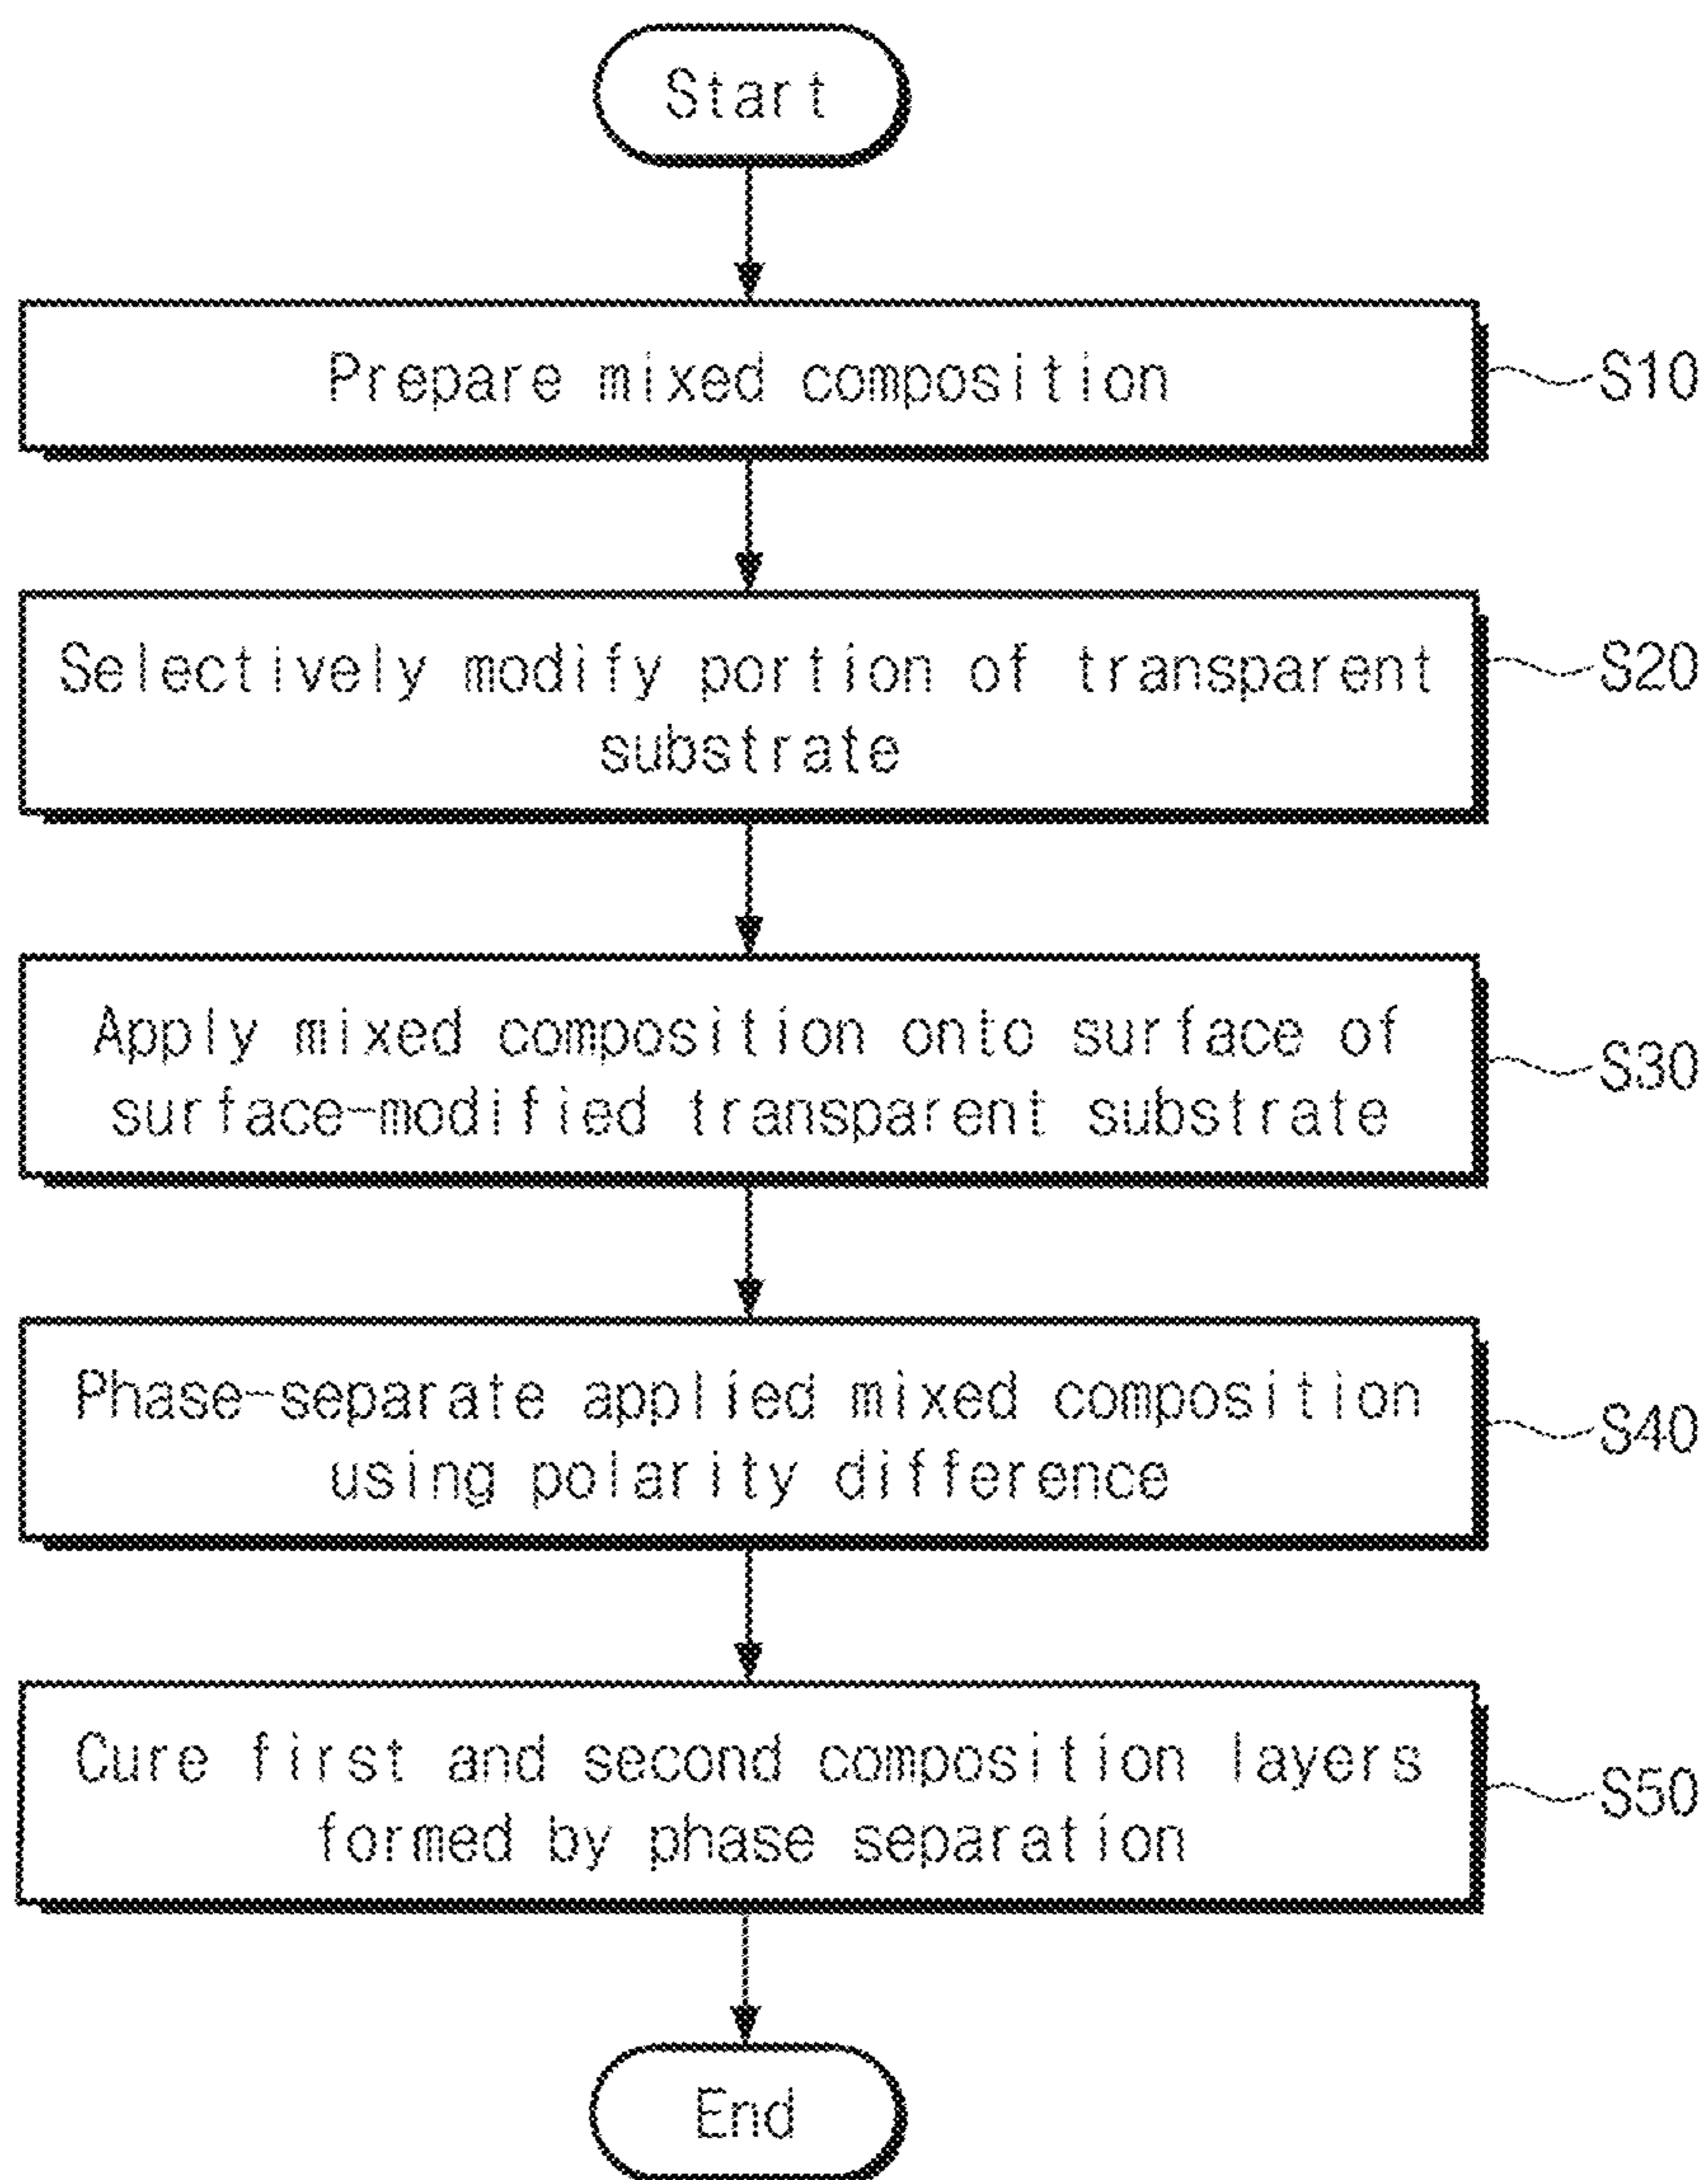 Start
Prepare mixed composition
S10
Selectively modify portion of transparent
substrate
S20
Apply mixed composition onto surface of
surface-modified transparent substrate
S30
Phase-separate applied mixed composition
using polarity difference
S40
Cure first and second composition layers
formed by phase separation
S50
End